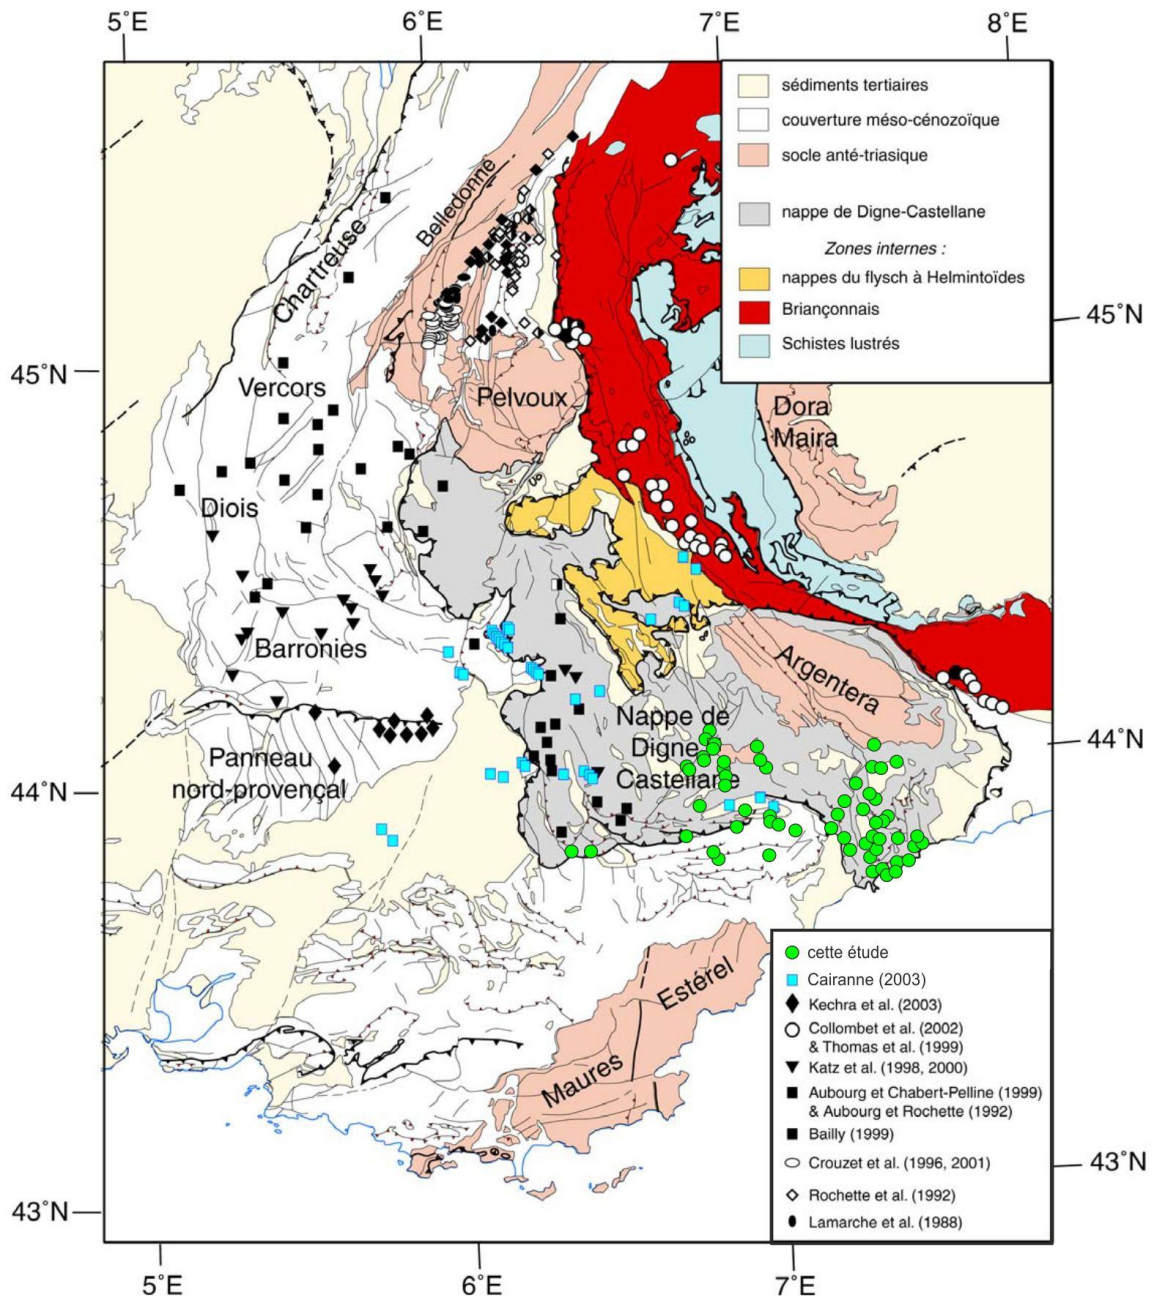 5˚E 6˚E 7˚E 8˚E
sédiments tertiaires
couverture méso-cénozoïque
socle anté-triasique
nappe de Digne-Castellane
Zones internes :
nappes du flysch à Helmintoïdes
Briançonnais
Schistes lustrés
Belledonne
Chartreuse
45˚N
45˚N
Vercors
Pelvoux
Dora
Maira
Diois
Barronies
Argentera
Nappe de
Digne
Castellane
44˚N
Panneau
nord-provençal
44˚N
Estérel
Maures
cette étude
Cairanne (2003)
Kechra et al. (2003)
Collombet et al. (2002)
& Thomas et al. (1999)
Katz et al. (1998, 2000)
Aubourg et Chabert-Pelline (1999)
& Aubourg et Rochette (1992)
Bailly (1999)
Crouzet et al. (1996, 2001)
Rochette et al. (1992)
Lamarche et al. (1988)
43˚N
43˚N
5˚E 6˚E 7˚E